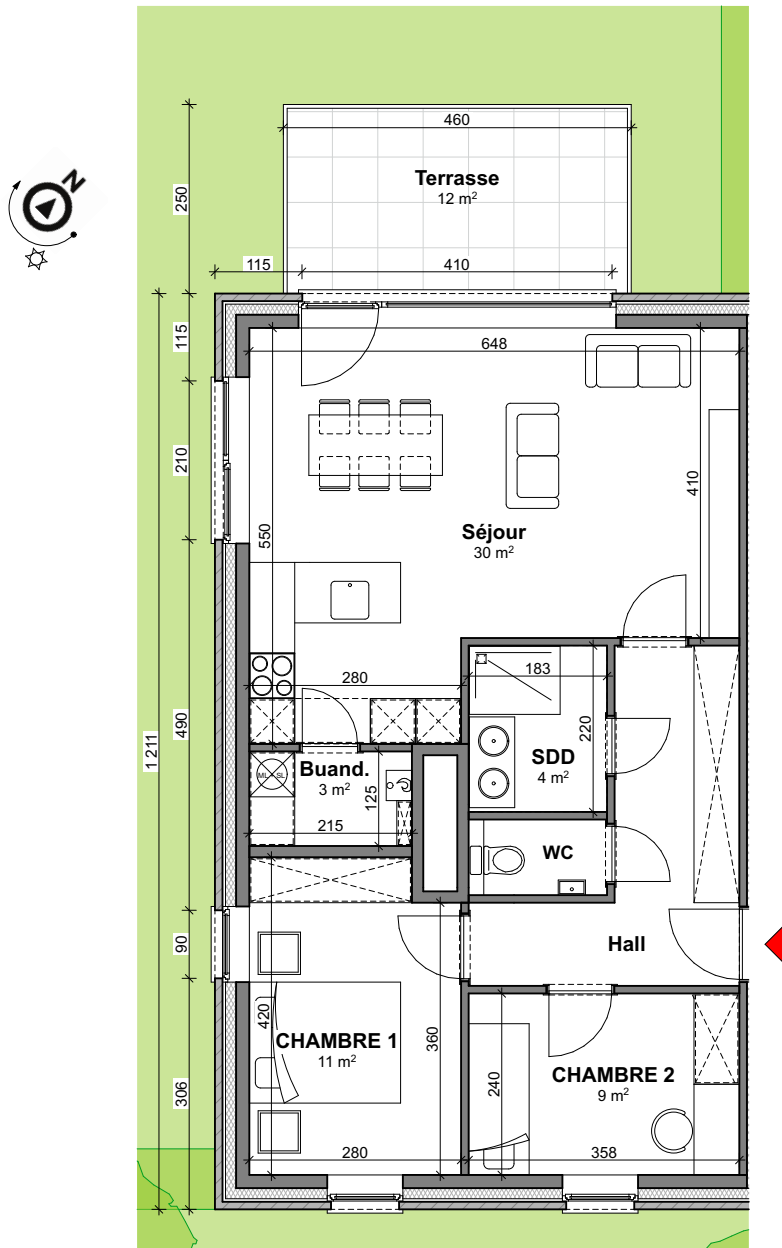 460
Terrasse
12 m²
N
250
115
410
115
648
210
410
550
Séjour
30 m²
280
183
490
1 211
220
SDD
4 m²
Buand.
3 m²
125
ML
SL
215
WC
90
Hall
420
360
CHAMBRE 1
11 m²
240
CHAMBRE 2
9 m²
306
280
358